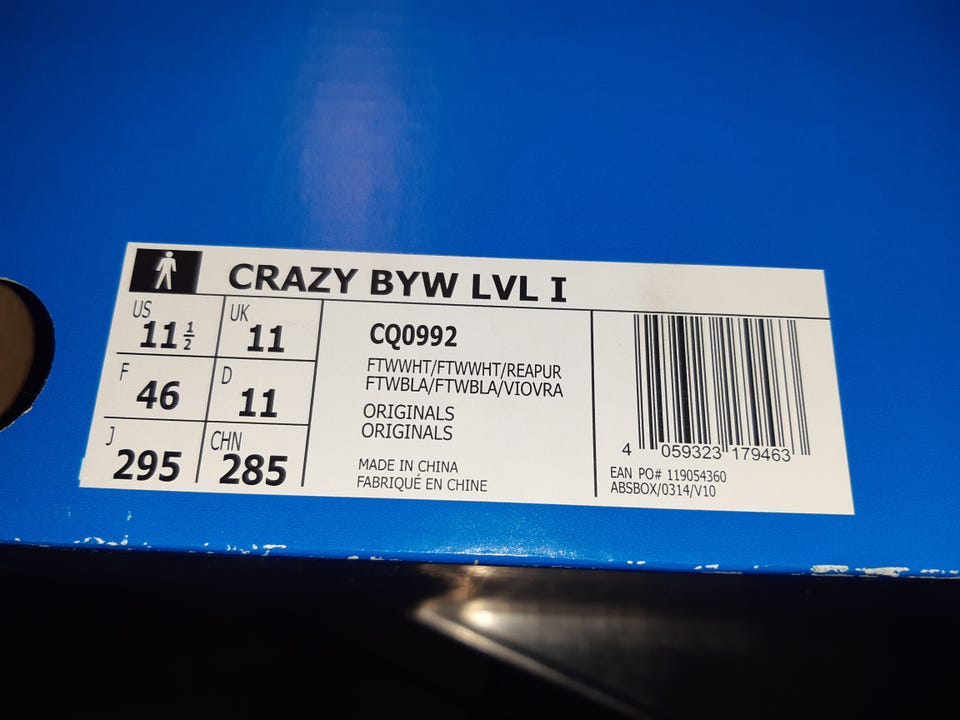 CRAZY BYW LVL I
US 11 1/2 UK 11
F 46 D 11
J 295 CHN 285
CQ0992
FTWWHT/FTWWHT/REAPUR
FTWBLA/FTWBLA/VIOVRA
ORIGINALS
ORIGINALS
MADE IN CHINA
FABRIQUÉ EN CHINE
4 059323 179463
EAN PO# 119054360
ABSBOX/0314/V10